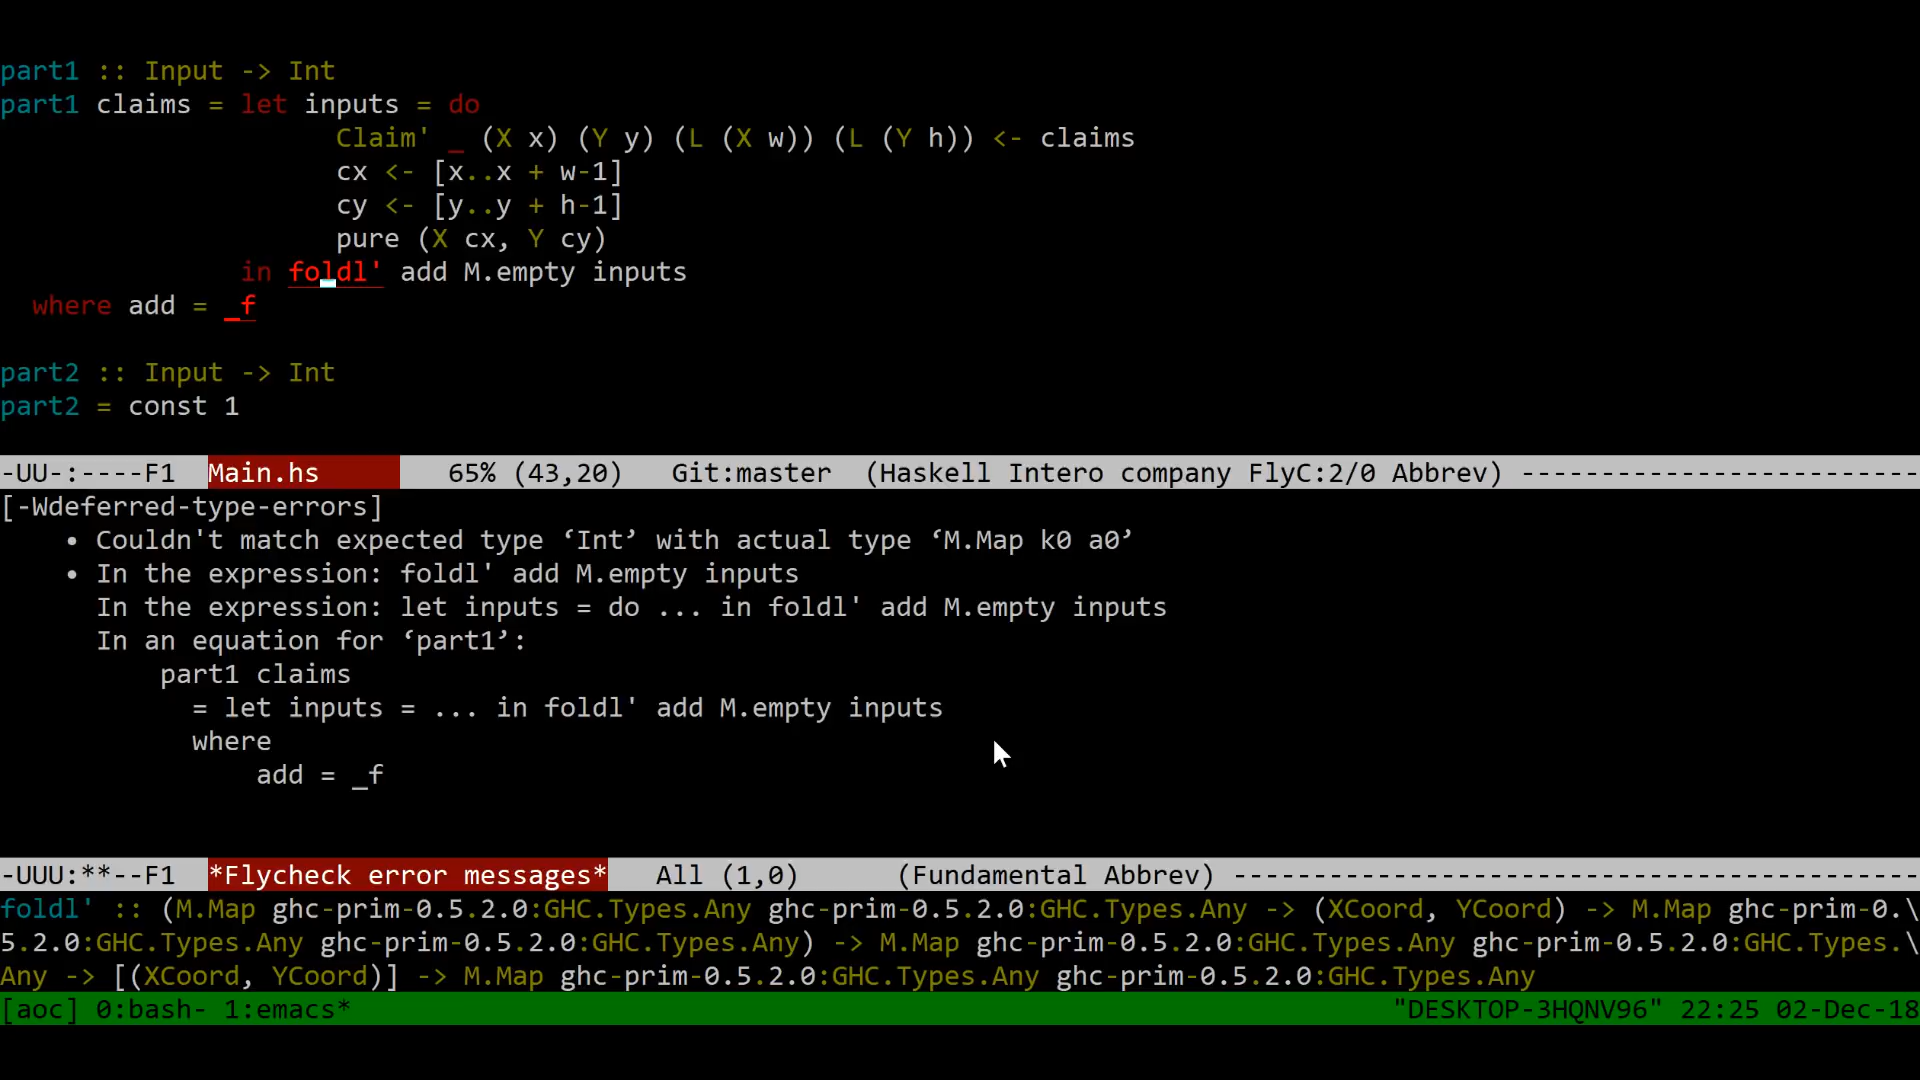 part1 :: Input -> Int
part1 claims = let inputs = do
                     Claim' _ (X x) (Y y) (L (X w)) (L (Y h)) <- claims
                     cx <- [x..x + w-1]
                     cy <- [y..y + h-1]
                     pure (X cx, Y cy)
               in foldl' add M.empty inputs
  where add = _f
part2 :: Input -> Int
part2 = const 1
-UU-:----F1  Main.hs        65% (43,20)   Git:master  (Haskell Intero company FlyC:2/0 Abbrev) -------------------------
[-Wdeferred-type-errors]
    • Couldn't match expected type ‘Int’ with actual type ‘M.Map k0 a0’
    • In the expression: foldl' add M.empty inputs
      In the expression: let inputs = do ... in foldl' add M.empty inputs
      In an equation for ‘part1’:
          part1 claims
            = let inputs = ... in foldl' add M.empty inputs
            where
                add = _f
-UUU:**--F1  *Flycheck error messages*   All (1,0)      (Fundamental Abbrev) -------------------------------------------
foldl' :: (M.Map ghc-prim-0.5.2.0:GHC.Types.Any ghc-prim-0.5.2.0:GHC.Types.Any -> (XCoord, YCoord) -> M.Map ghc-prim-0.\
5.2.0:GHC.Types.Any ghc-prim-0.5.2.0:GHC.Types.Any) -> M.Map ghc-prim-0.5.2.0:GHC.Types.Any ghc-prim-0.5.2.0:GHC.Types.\
Any -> [(XCoord, YCoord)] -> M.Map ghc-prim-0.5.2.0:GHC.Types.Any ghc-prim-0.5.2.0:GHC.Types.Any
[aoc] 0:bash- 1:emacs*                                                                 "DESKTOP-3HQNV96" 22:25 02-Dec-18